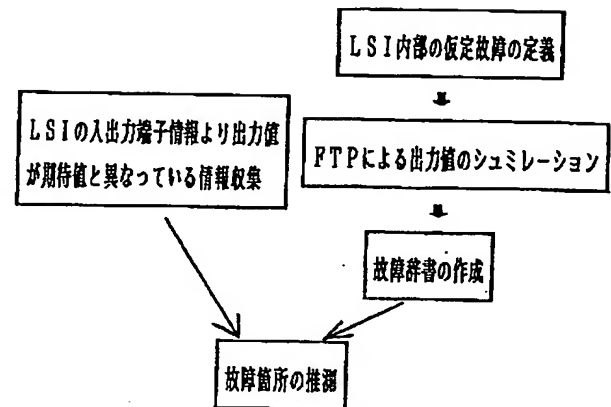 LSI内部の仮定故障の定義
LSIの入出力端子情報より出力値
が期待値と異なっている情報収集
FTPによる出力値のシュミレーション
故障辞書の作成
故障箇所の推測